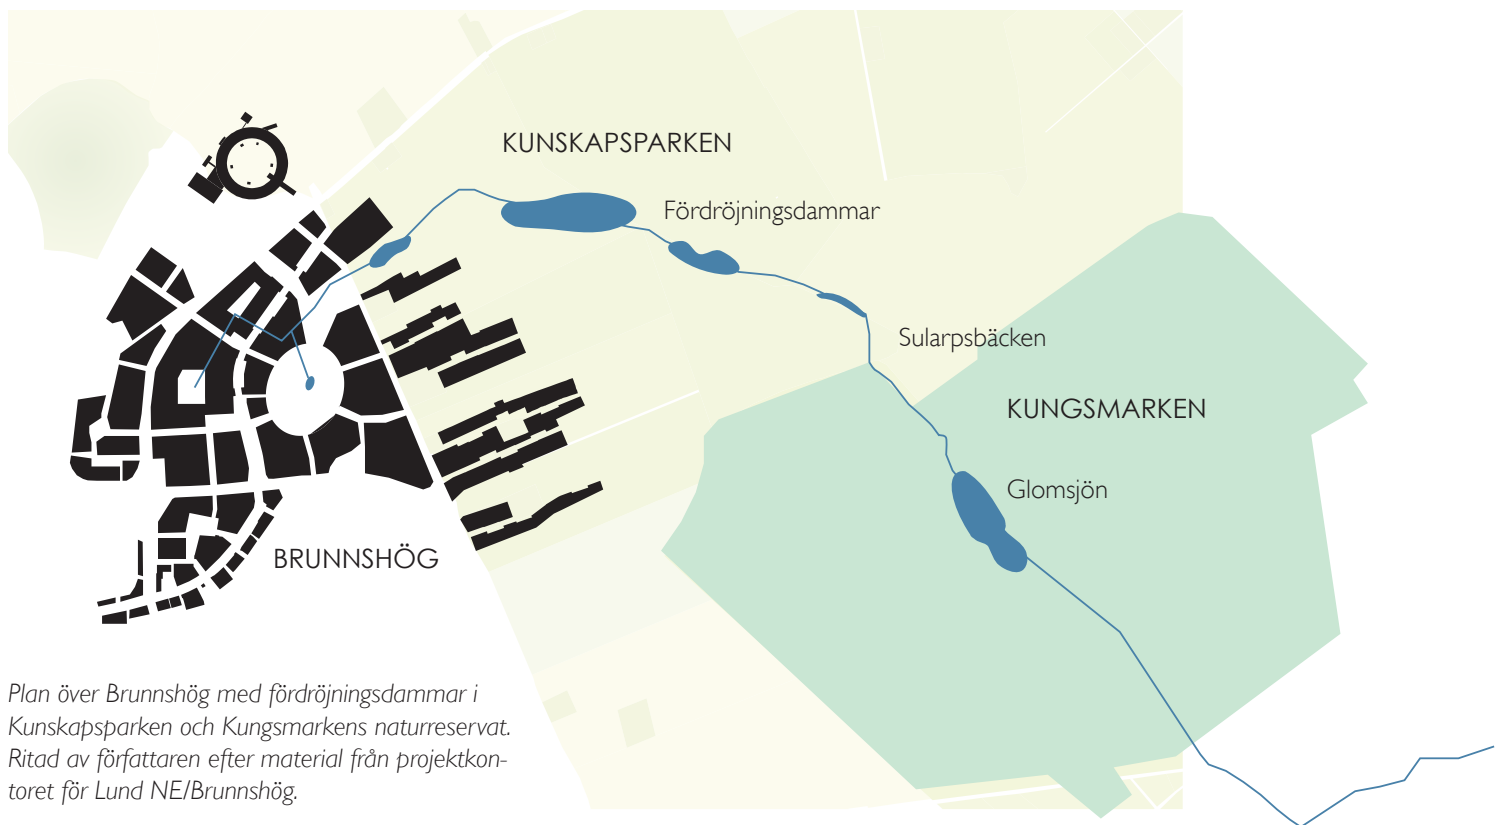 KUNSKAPSPARKEN
Fördröjningsdammar
Sularpsbäcken
KUNGSMARKEN
Glomsjön
BRUNNSHÖG
Plan över Brunnshög med fördröjningsdammar i
Kunskapsparken och Kungsmarkens naturreservat.
Ritad av författaren efter material från projektkon-
toret för Lund NE/Brunnshög.